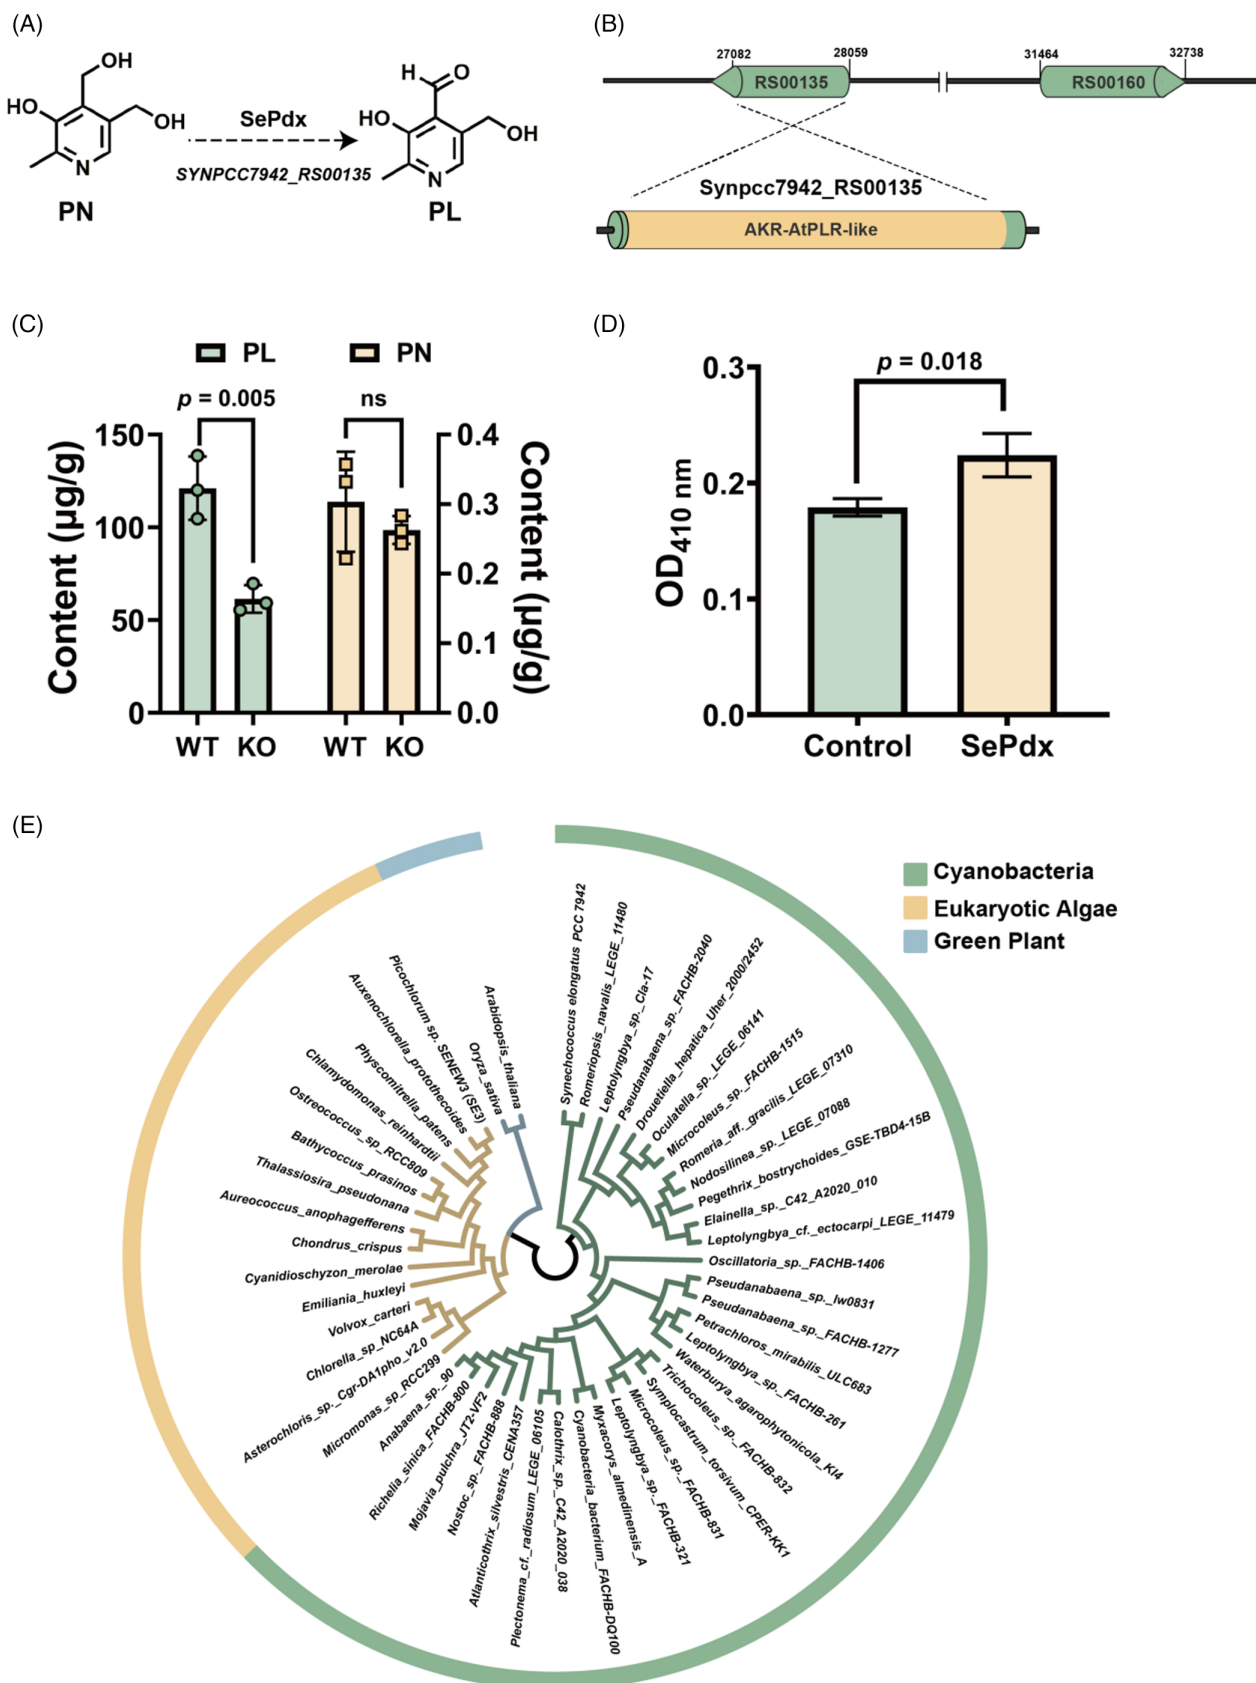 (A)
OH
HO
OH
N
PN
SePdx
SYNPCC7942_RS00135
H
O
HO
OH
N
PL
(B)
27082
28059
31464
32738
RS00135
RS00160
Synpcc7942_RS00135
AKR-AtPLR-like
(C)
PL
PN
p = 0.005
ns
Content (µg/g)
150
100
50
0
0.4
0.3
0.2
0.1
0.0
Content (µg/g)
WT
KO
WT
KO
(D)
p = 0.018
OD410 nm
0.3
0.2
0.1
0.0
Control
SePdx
(E)
Cyanobacteria
Eukaryotic Algae
Green Plant
Synechococcus elongatus PCC 7942
Romeriopsis_navalis_LEGE_11480
Leptolyngbya_sp._Cla-17
Pseudanabaena_sp._FACHB-2040
Drouetiella_hepatica_Uher_2000/2452
Oculatella_sp._LEGE_06141
Microcoleus_sp._FACHB-1515
Romeria_aff._gracilis_LEGE_07310
Nodosilinea_sp._LEGE_07088
Pegethrix_bostrychoides_GSE-TBD4-15B
Elainella_sp._C42_A2020_010
Leptolyngbya_cf._ectocarpi_LEGE_11479
Oscillatoria_sp._FACHB-1406
Pseudanabaena_sp._lw0831
Pseudanabaena_sp._FACHB-1277
Petrachloros_mirabilis_ULC683
Leptolyngbya_sp._FACHB-261
Waterburya_agarophytonicola_KI4
Trichocoleus_sp._FACHB-832
Symplocastrum_torsivum_CPER-KK1
Microcoleus_sp._FACHB-831
Leptolyngbya_sp._FACHB-321
Myxacorys_almedinensis_A
Cyanobacteria_bacterium_FACHB-DQ100
Calothrix_sp._C42_A2020_038
Plectonema_cf._radiosum_LEGE_06105
Atlanticothrix_silvestris_CENA357
Nostoc_sp._FACHB-888
Mojavia_pulchra_JT2-VF2
Richelia_sinica_FACHB-800
Anabaena_sp._90
Micromonas_sp_RCC299
Asterochloris_sp._Cgr-DA1pho_v2.0
Chlorella_sp_NC64A
Volvox_carteri
Emiliania_huxleyi
Cyanidioschyzon_merolae
Chondrus_crispus
Aureococcus_anophagefferens
Thalassiosira_pseudonana
Bathycoccus_prasinos
Ostreococcus_sp_RCC809
Chlamydomonas_reinhardtii
Physcomitrella_patens
Auxenochlorella_protothecoides
Picochlorum sp. SENEW3 (SE3)
Oryza_sativa
Arabidopsis_thaliana